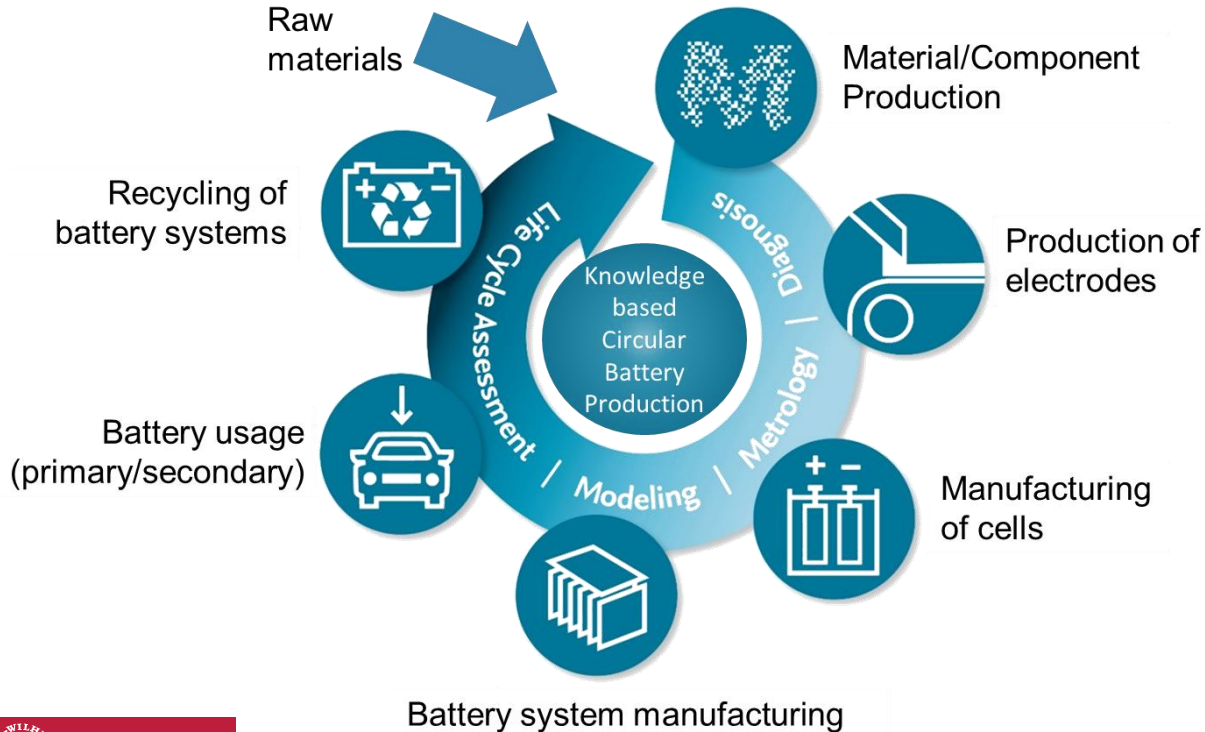 Raw
materials
Material/Component
Production
Recycling of
battery systems
Production of
electrodes
Battery usage
(primary/secondary)
Manufacturing
of cells
Battery system manufacturing
Diagnosis | Metrology | Modeling | Life Cycle Assessment
Knowledge
based
Circular
Battery
Production
+ −
+ −